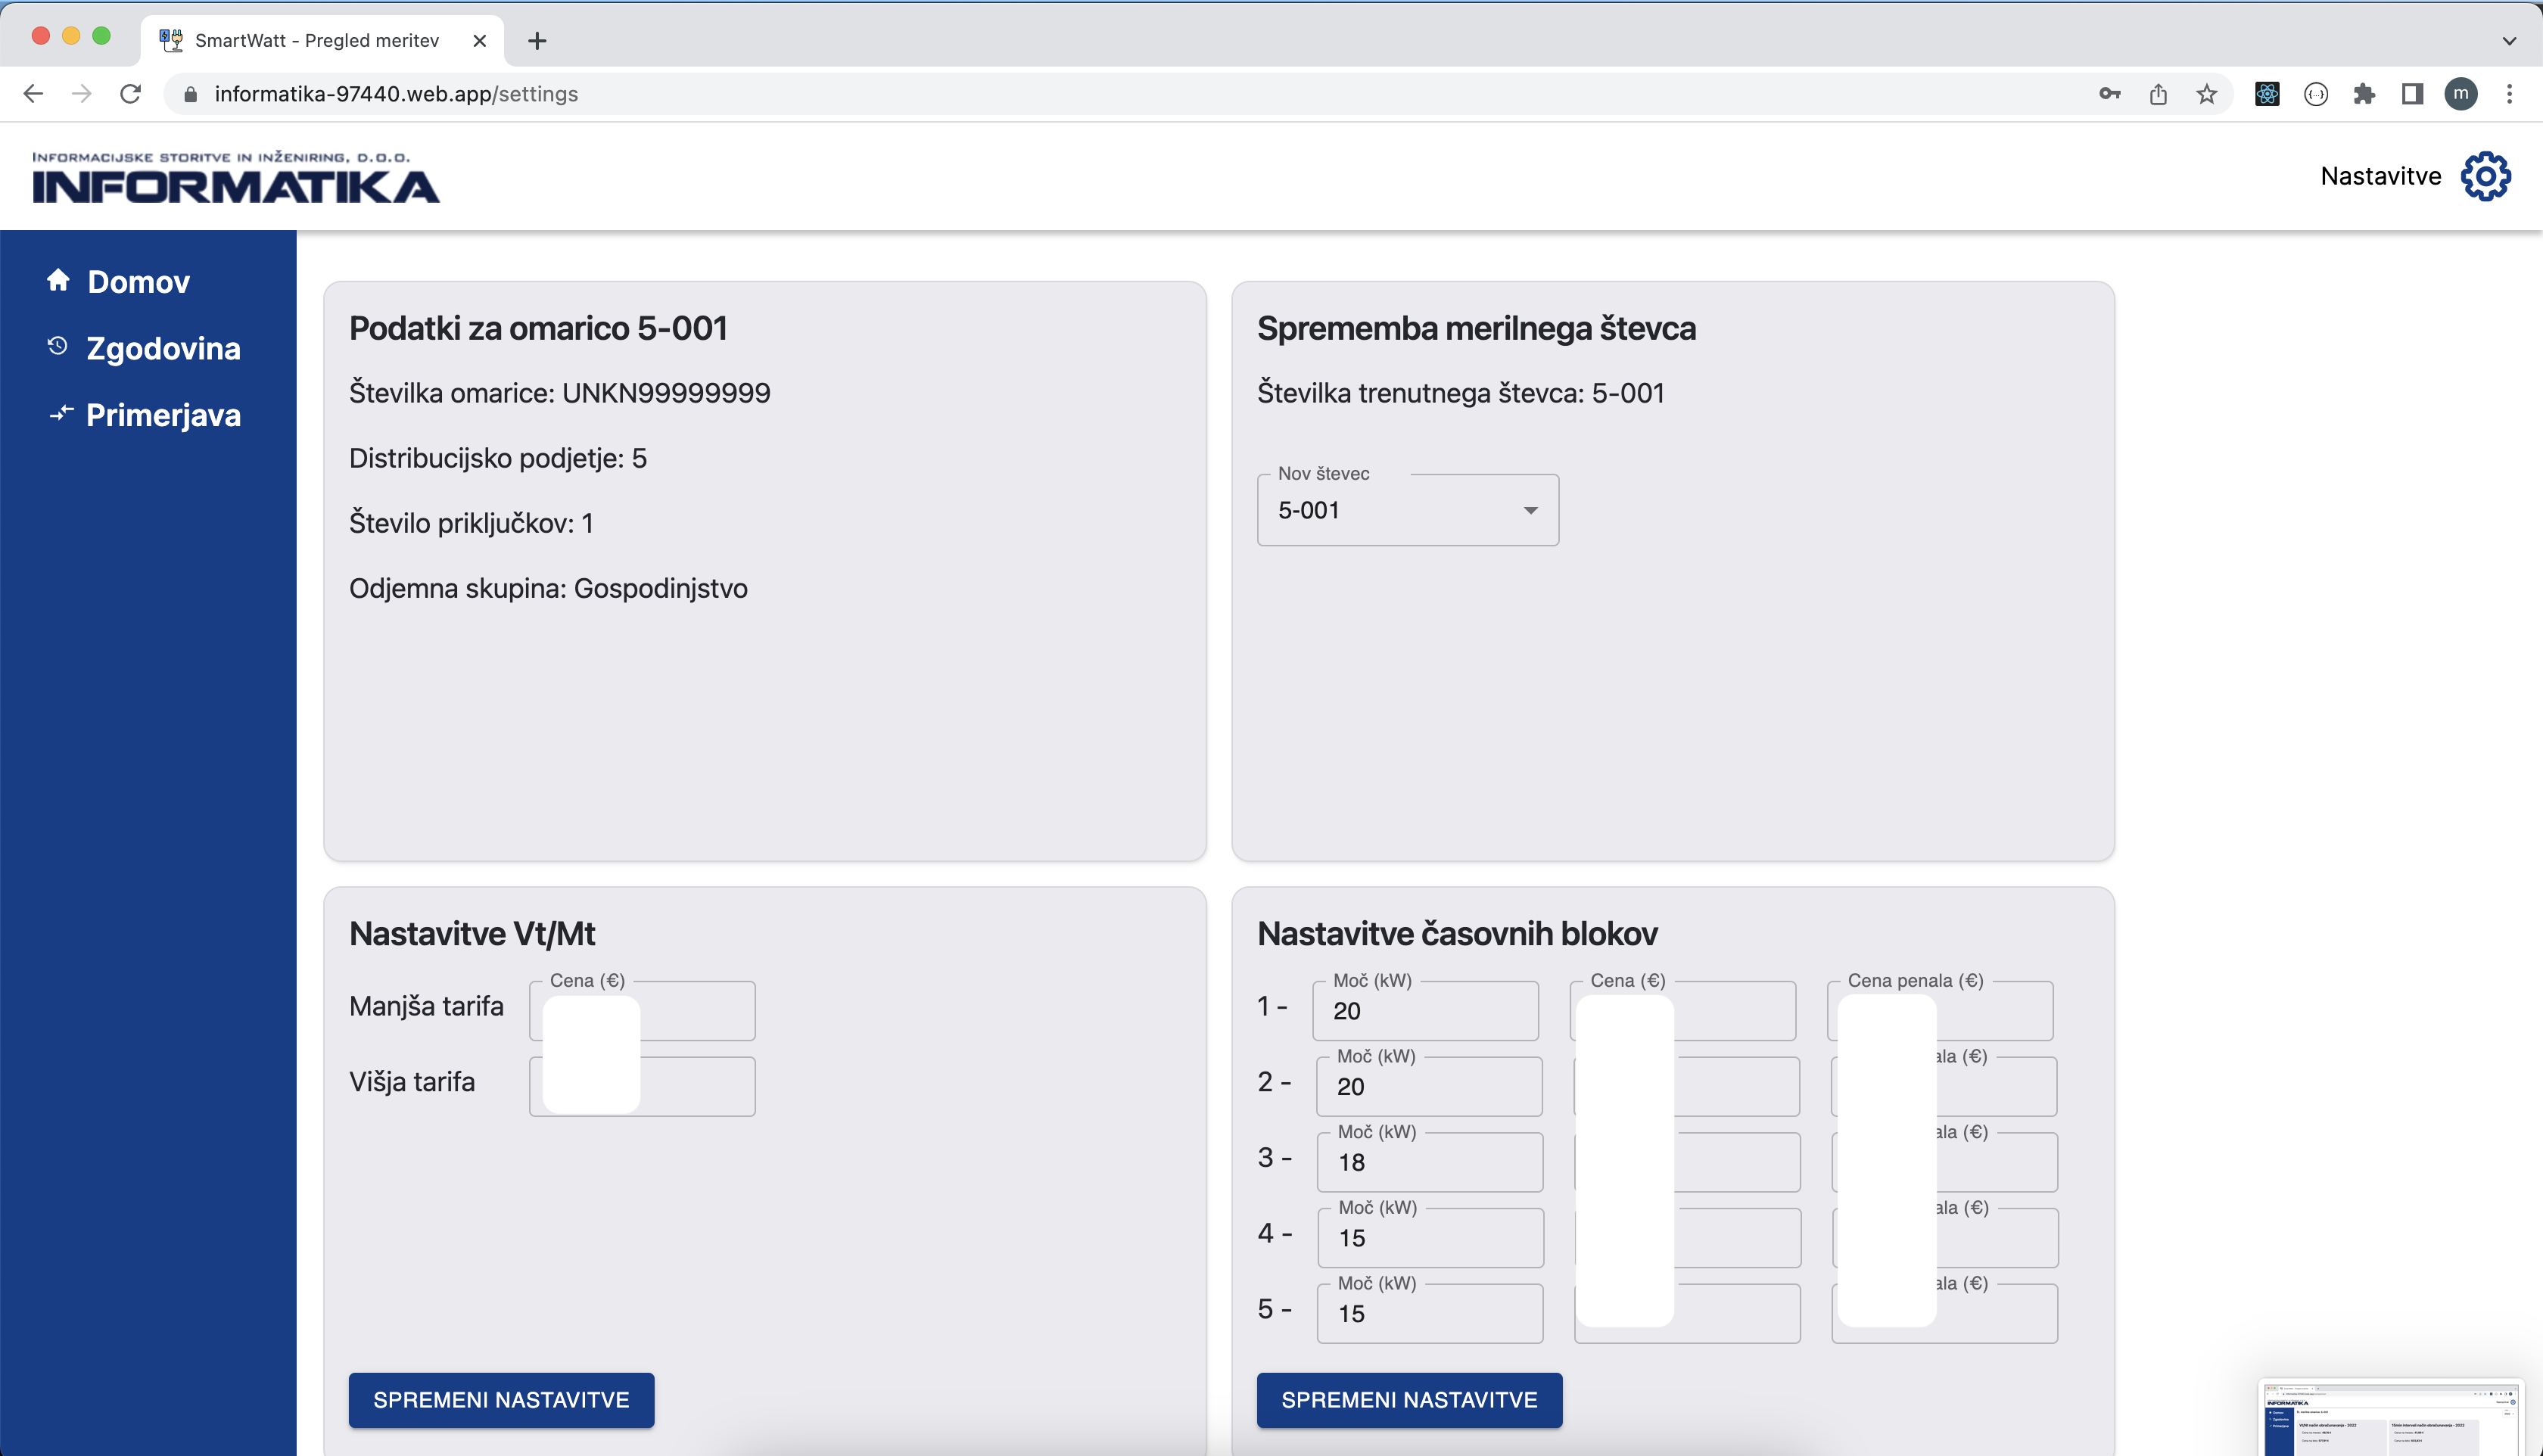 SmartWatt - Pregled meritev
informatika-97440.web.app/settings
m
INFORMACIJSKE STORITVE IN INŽENIRING, D.O.O.
INFORMATIKA
Nastavitve
Domov
Zgodovina
Primerjava
Podatki za omarico 5-001
Številka omarice: UNKN99999999
Distribucijsko podjetje: 5
Število priključkov: 1
Odjemna skupina: Gospodinjstvo
Sprememba merilnega števca
Številka trenutnega števca: 5-001
Nov števec
5-001
Nastavitve Vt/Mt
Cena (€)
Manjša tarifa
Višja tarifa
SPREMENI NASTAVITVE
Nastavitve časovnih blokov
Moč (kW) Cena (€) Cena penala (€)
1 - 20
Moč (kW) ala (€)
2 - 20
Moč (kW) ala (€)
3 - 18
Moč (kW) ala (€)
4 - 15
Moč (kW) ala (€)
5 - 15
SPREMENI NASTAVITVE
INFORMATIKA